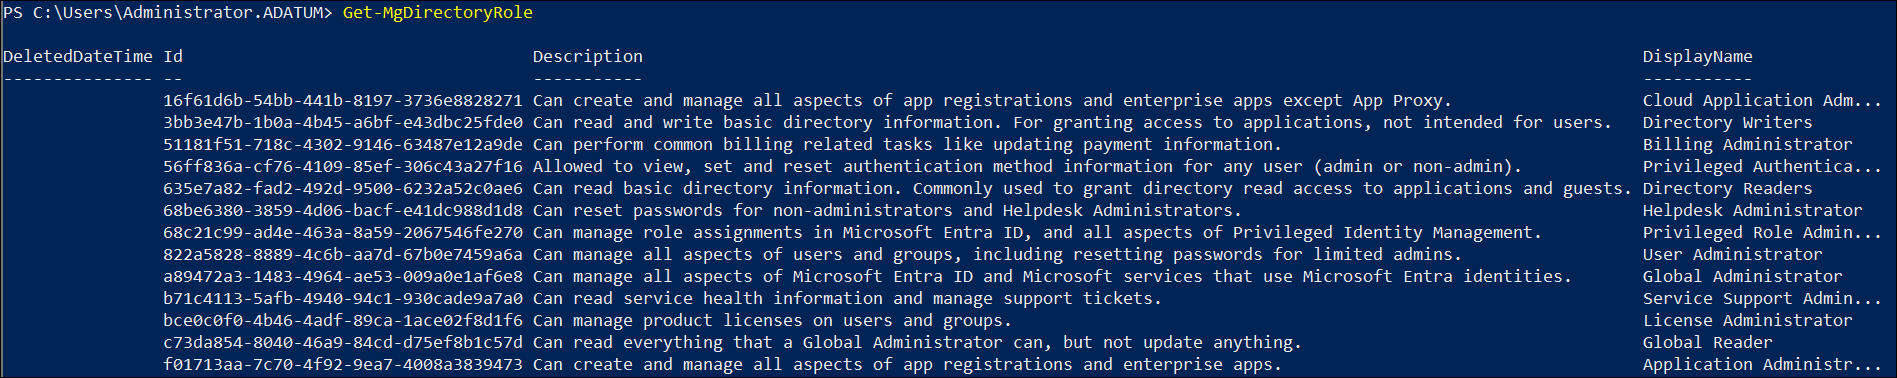 PS C:\Users\Administrator.ADATUM> Get-MgDirectoryRole
DeletedDateTime Id Description DisplayName
--------------- -- ----------- -----------
16f61d6b-54bb-441b-8197-3736e8828271 Can create and manage all aspects of app registrations and enterprise apps except App Proxy. Cloud Application Adm...
3bb3e47b-1b0a-4b45-a6bf-e43dbc25fde0 Can read and write basic directory information. For granting access to applications, not intended for users. Directory Writers
51181f51-718c-4302-9146-63487e12a9de Can perform common billing related tasks like updating payment information. Billing Administrator
56ff836a-cf76-4109-85ef-306c43a27f16 Allowed to view, set and reset authentication method information for any user (admin or non-admin). Privileged Authentica...
635e7a82-fad2-492d-9500-6232a52c0ae6 Can read basic directory information. Commonly used to grant directory read access to applications and guests. Directory Readers
68be6380-3859-4d06-bacf-e41dc988d1d8 Can reset passwords for non-administrators and Helpdesk Administrators. Helpdesk Administrator
68c21c99-ad4e-463a-8a59-2067546fe270 Can manage role assignments in Microsoft Entra ID, and all aspects of Privileged Identity Management. Privileged Role Admin...
822a5828-8889-4c6b-aa7d-67b0e7459a6a Can manage all aspects of users and groups, including resetting passwords for limited admins. User Administrator
a89472a3-1483-4964-ae53-009a0e1af6e8 Can manage all aspects of Microsoft Entra ID and Microsoft services that use Microsoft Entra identities. Global Administrator
b71c4113-5afb-4940-94c1-930cade9a7a0 Can read service health information and manage support tickets. Service Support Admin...
bce0c0f0-4b46-4adf-89ca-1ace02f8d1f6 Can manage product licenses on users and groups. License Administrator
c73da854-8040-46a9-84cd-d75ef8b1c57d Can read everything that a Global Administrator can, but not update anything. Global Reader
f01713aa-7c70-4f92-9ea7-4008a3839473 Can create and manage all aspects of app registrations and enterprise apps. Application Administr...